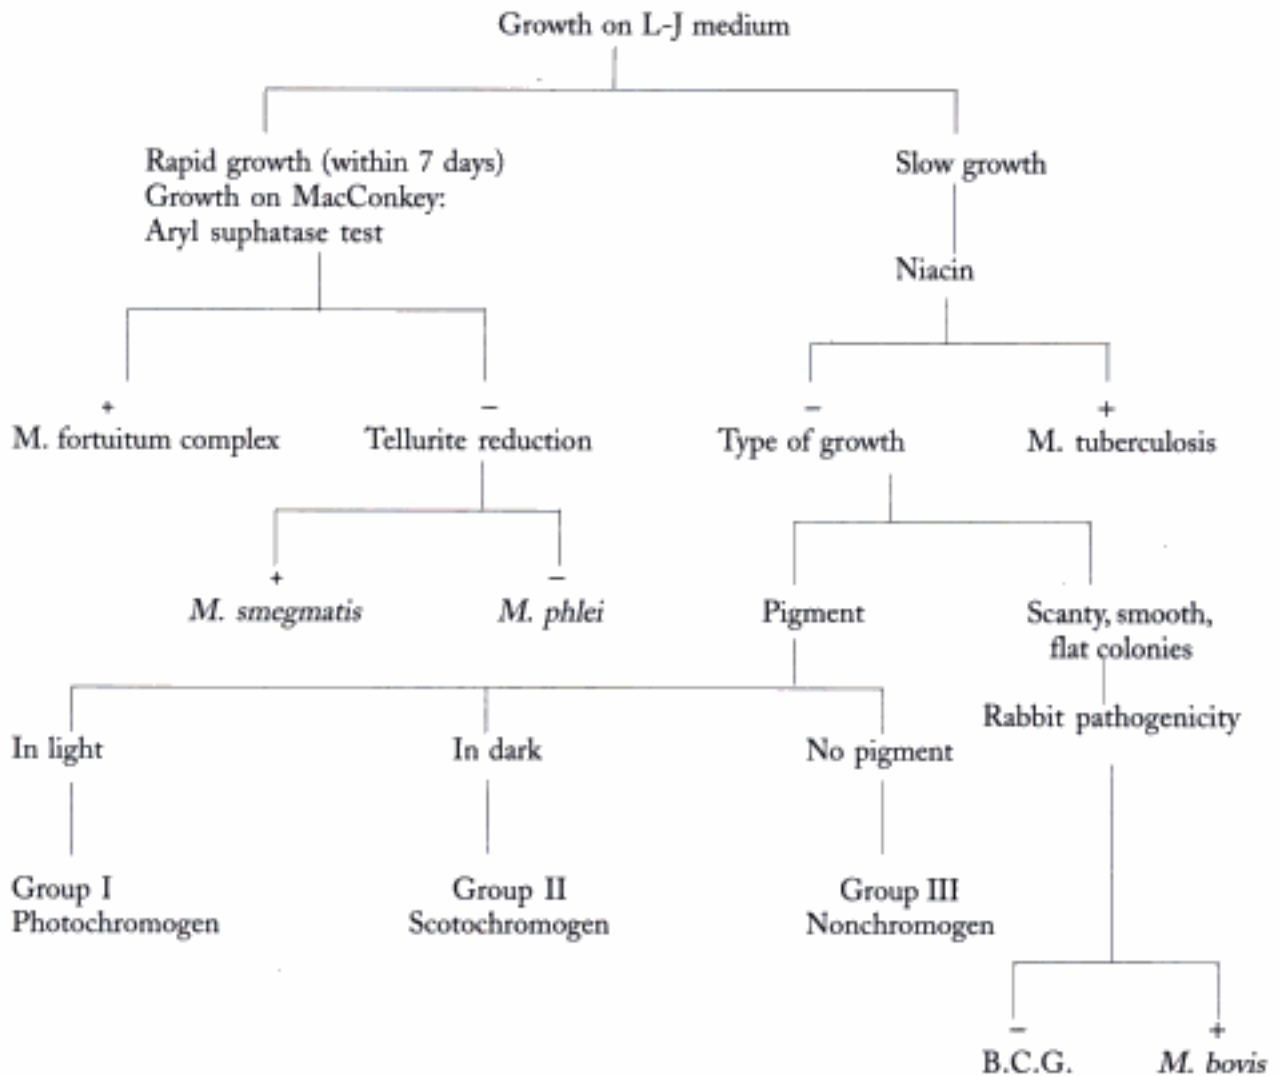 Growth on L-J medium
Rapid growth (within 7 days)
Growth on MacConkey:
Aryl suphatase test
Slow growth
Niacin
+
M. fortuitum complex
−
Tellurite reduction
−
Type of growth
+
M. tuberculosis
+
M. smegmatis
−
M. phlei
Pigment
Scanty, smooth,
flat colonies
Rabbit pathogenicity
In light
In dark
No pigment
Group I
Photochromogen
Group II
Scotochromogen
Group III
Nonchromogen
−
B.C.G.
+
M. bovis